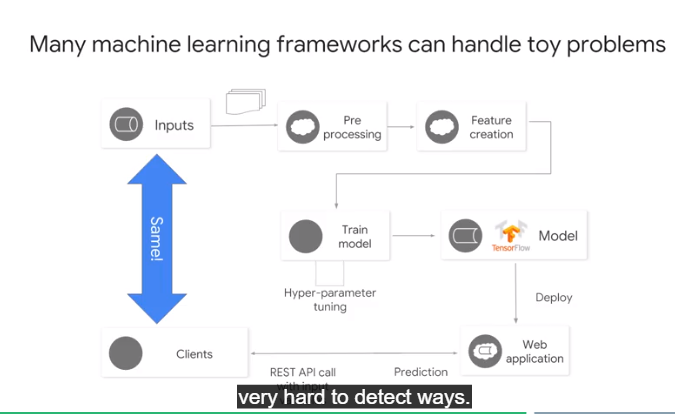 Many machine learning frameworks can handle toy problems
Inputs
Pre
processing
Feature
creation
Same!
Train
model
TensorFlow
Model
Hyper-parameter
tuning
Deploy
Clients
Web
application
REST API call
Prediction
with input
very hard to detect ways.